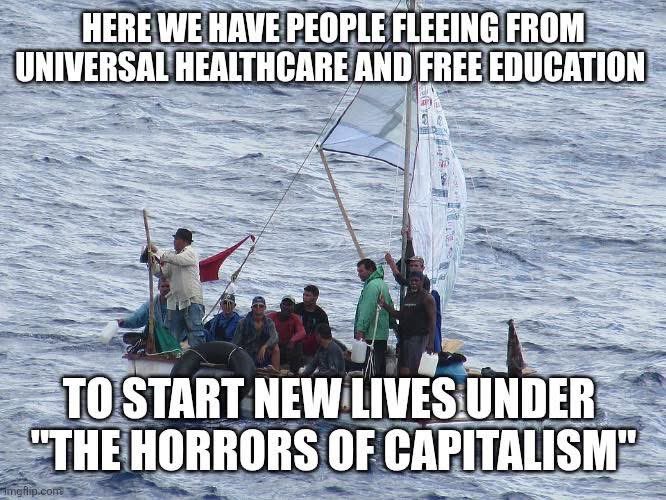 HERE WE HAVE PEOPLE FLEEING FROM
UNIVERSAL HEALTHCARE AND FREE EDUCATION
TO START NEW LIVES UNDER
"THE HORRORS OF CAPITALISM"
imgflip.com